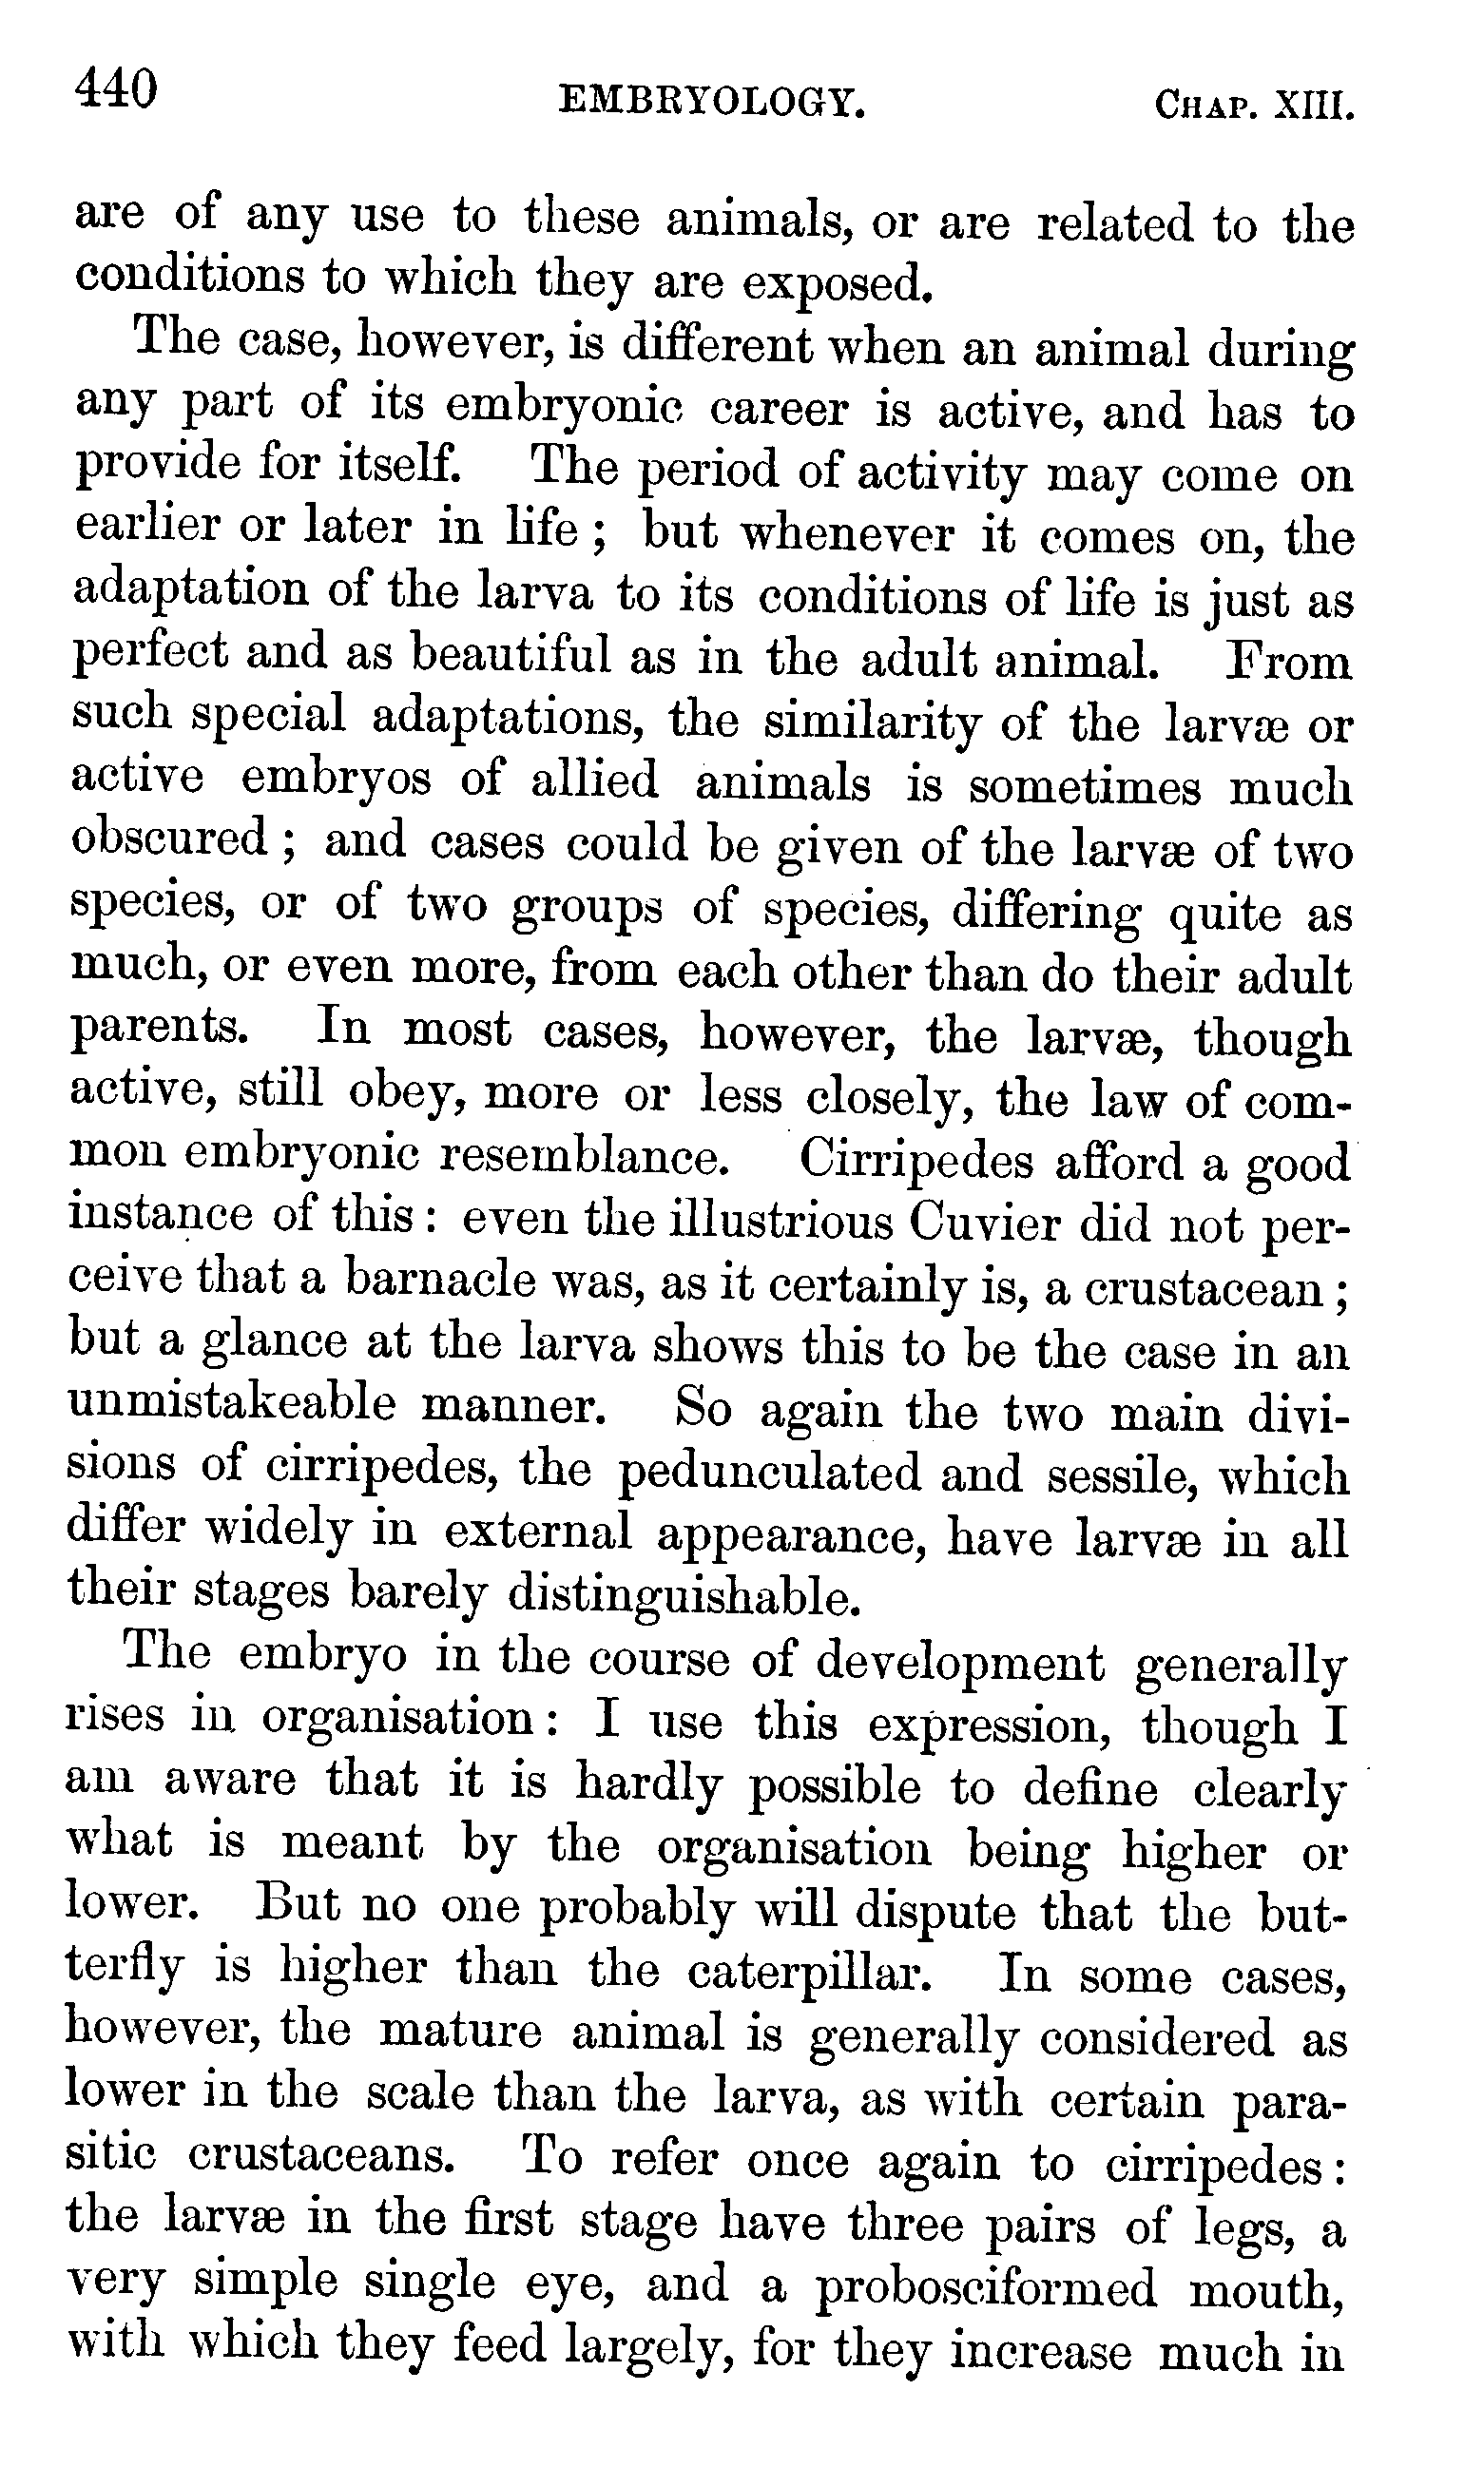 440 EMBRYOLOGY. CHAP. XIII.
are of any use to these animals, or are related to the
conditions to which they are exposed.
The case, however, is different when an animal during
any part of its embryonic career is active, and has to
provide for itself. The period of activity may come on
earlier or later in life ; but whenever it comes on, the
adaptation of the larva to its conditions of life is just as
perfect and as beautiful as in the adult animal. From
such special adaptations, the similarity of the larvæ or
active embryos of allied animals is sometimes much
obscured ; and cases could be given of the larvæ of two
species, or of two groups of species, differing quite as
much, or even more, from each other than do their adult
parents. In most cases, however, the larvæ, though
active, still obey, more or less closely, the law of com-
mon embryonic resemblance. Cirripedes afford a good
instance of this : even the illustrious Cuvier did not per-
ceive that a barnacle was, as it certainly is, a crustacean ;
but a glance at the larva shows this to be the case in an
unmistakeable manner. So again the two main divi-
sions of cirripedes, the pedunculated and sessile, which
differ widely in external appearance, have larvæ in all
their stages barely distinguishable.
The embryo in the course of development generally
rises in organisation : I use this expression, though I
am aware that it is hardly possible to define clearly
what is meant by the organisation being higher or
lower. But no one probably will dispute that the but-
terfly is higher than the caterpillar. In some cases,
however, the mature animal is generally considered as
lower in the scale than the larva, as with certain para-
sitic crustaceans. To refer once again to cirripedes :
the larvæ in the first stage have three pairs of legs, a
very simple single eye, and a probosciformed mouth,
with which they feed largely, for they increase much in